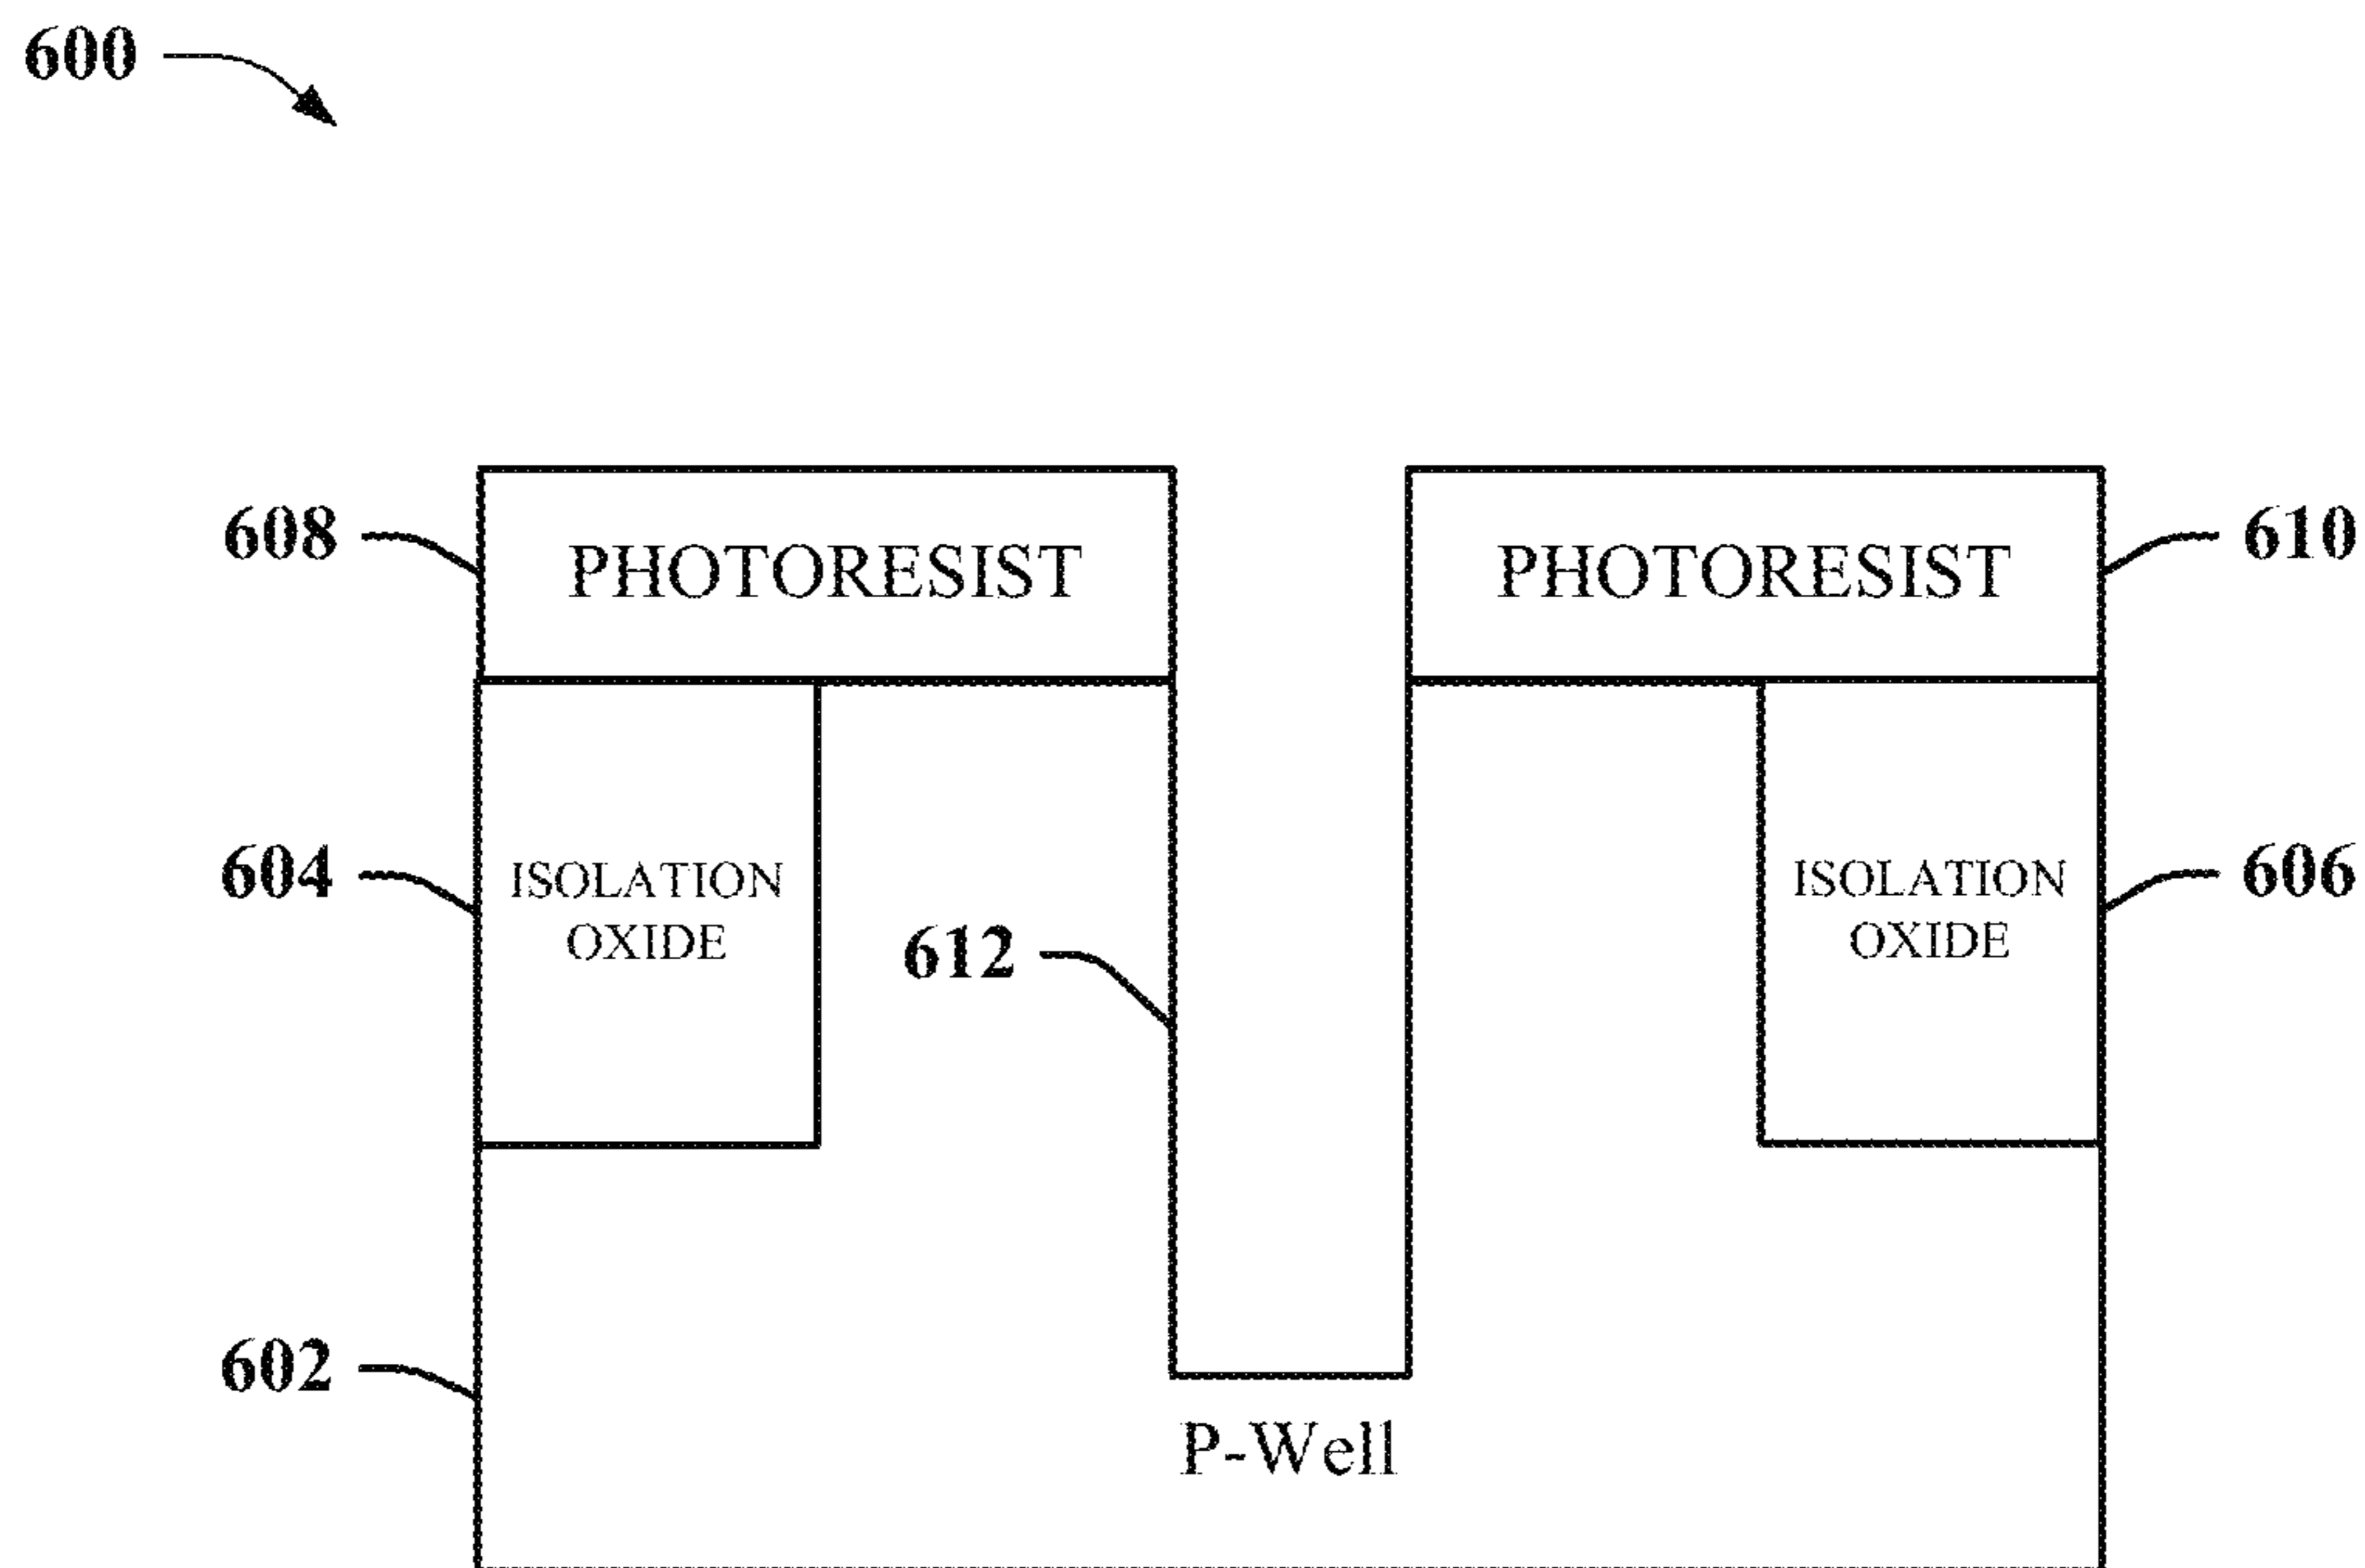 600
608
PHOTORESIST
PHOTORESIST
610
604
ISOLATION
OXIDE
612
ISOLATION
OXIDE
606
602
P-Well